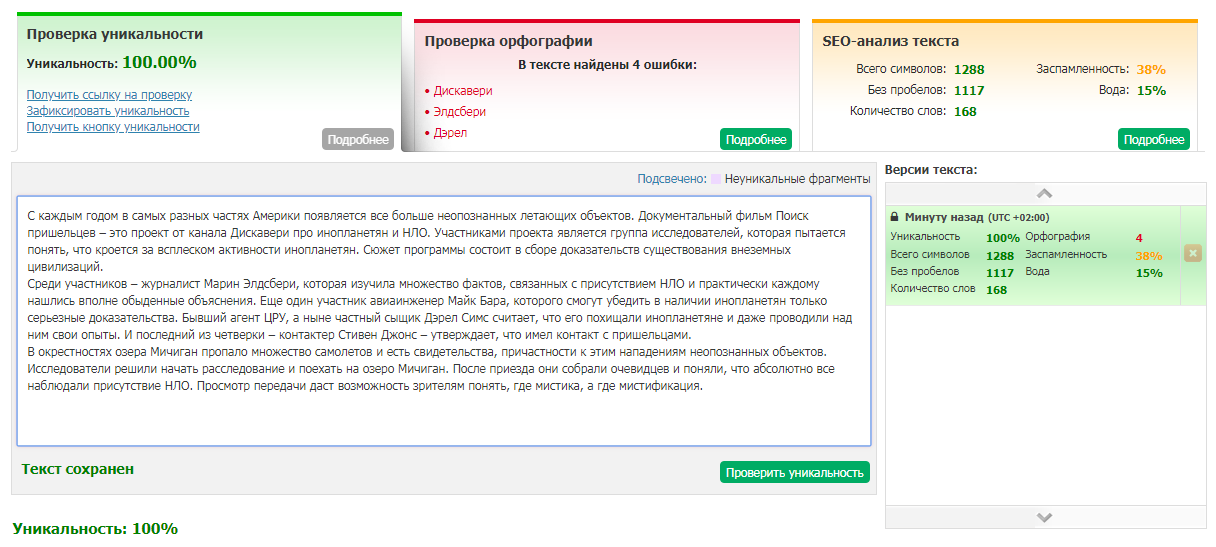 Проверка уникальности
Уникальность: 100.00%
Получить ссылку на проверку
Зафиксировать уникальность
Получить кнопку уникальности
Подробнее
Проверка орфографии
В тексте найдены 4 ошибки:
• Дискавери
• Элдсбери
• Дэрел
Подробнее
SEO-анализ текста
Всего символов: 1288 Заспамленность: 38%
Без пробелов: 1117 Вода: 15%
Количество слов: 168
Подробнее
Подсвечено: Неуникальные фрагменты
С каждым годом в самых разных частях Америки появляется все больше неопознанных летающих объектов. Документальный фильм Поиск
пришельцев – это проект от канала Дискавери про инопланетян и НЛО. Участниками проекта является группа исследователей, которая пытается
понять, что кроется за всплеском активности инопланетян. Сюжет программы состоит в сборе доказательств существования внеземных
цивилизаций.
Среди участников – журналист Марин Элдсбери, которая изучила множество фактов, связанных с присутствием НЛО и практически каждому
нашлись вполне обыденные объяснения. Еще один участник авиаинженер Майк Бара, которого смогут убедить в наличии инопланетян только
серьезные доказательства. Бывший агент ЦРУ, а ныне частный сыщик Дэрел Симс считает, что его похищали инопланетяне и даже проводили над
ним свои опыты. И последний из четверки – контактер Стивен Джонс – утверждает, что имел контакт с пришельцами.
В окрестностях озера Мичиган пропало множество самолетов и есть свидетельства, причастности к этим нападениям неопознанных объектов.
Исследователи решили начать расследование и поехать на озеро Мичиган. После приезда они собрали очевидцев и поняли, что абсолютно все
наблюдали присутствие НЛО. Просмотр передачи даст возможность зрителям понять, где мистика, а где мистификация.
Текст сохранен
Проверить уникальность
Уникальность: 100%
Версии текста:
Минуту назад (UTC +02:00)
Уникальность 100% Орфография 4
Всего символов 1288 Заспамленность 38%
Без пробелов 1117 Вода 15%
Количество слов 168